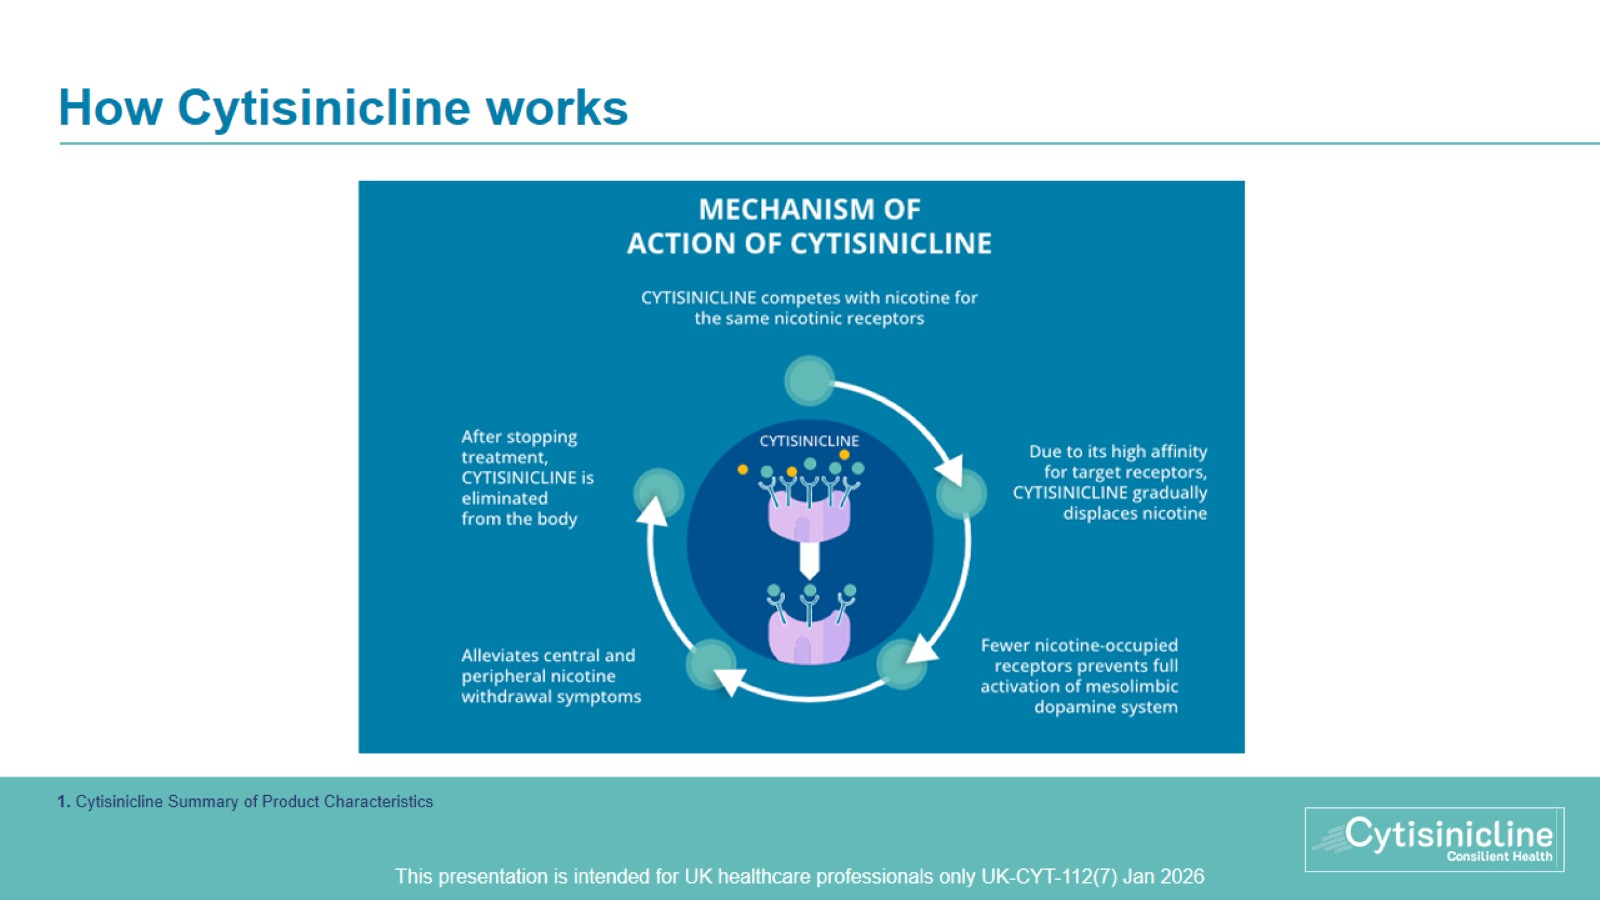 How Cytisinicline works
MECHANISM OF
ACTION OF CYTISINICLINE
CYTISINICLINE competes with nicotine for
the same nicotinic receptors
Due to its high affinity
for target receptors,
CYTISINICLINE gradually
displaces nicotine
Fewer nicotine-occupied
receptors prevents full
activation of mesolimbic
dopamine system
Alleviates central and
peripheral nicotine
withdrawal symptoms
After stopping
treatment,
CYTISINICLINE is
eliminated
from the body
CYTISINICLINE
1. Cytisinicline Summary of Product Characteristics
Cytisinicline
Consilient Health
This presentation is intended for UK healthcare professionals only UK-CYT-112(7) Jan 2026